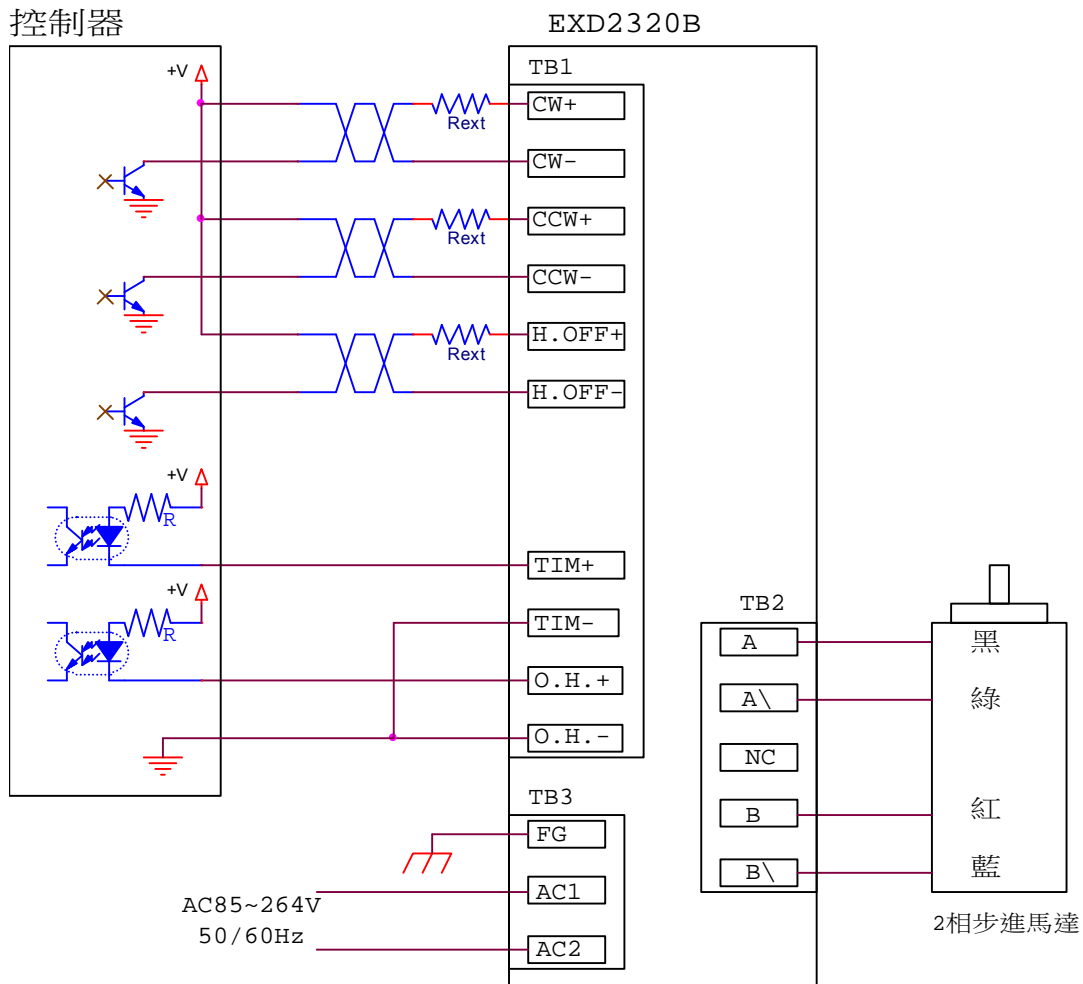 控制器
EXD2320B
TB1
+V
CW+
Rext
CW-
CCW+
Rext
CCW-
H.OFF+
Rext
H.OFF-
+V
R
TIM+
+V
R
TIM-
O.H.+
O.H.-
TB2
A
黑
A\
綠
NC
B
紅
B\
藍
2相步進馬達
TB3
FG
AC1
AC85~264V
50/60Hz
AC2